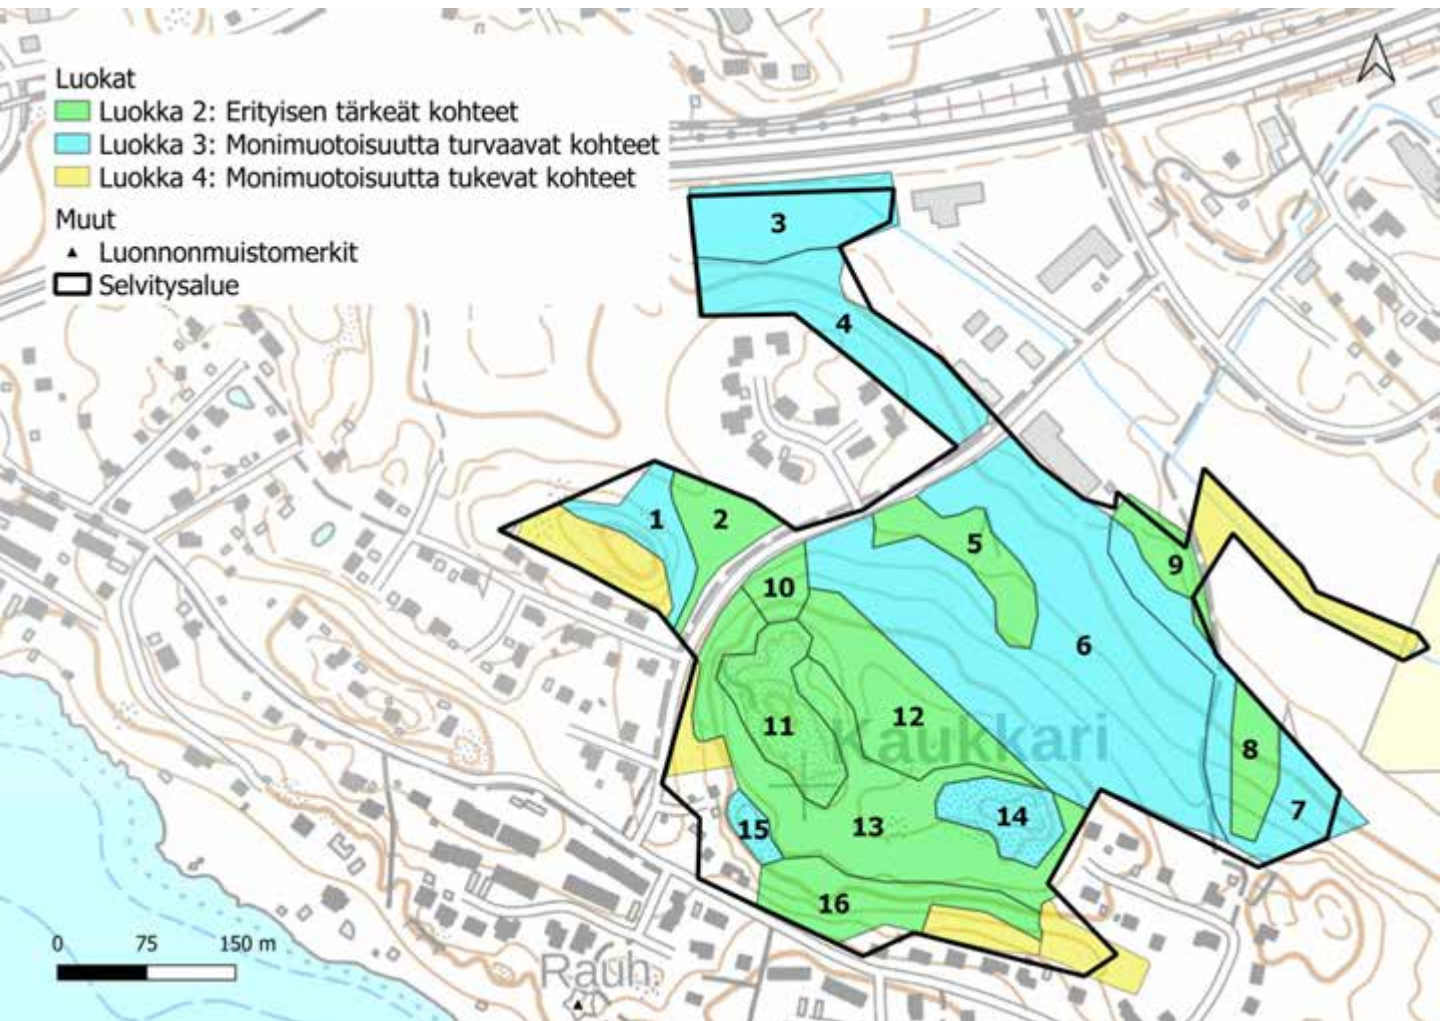 Luokat
Luokka 2: Erityisen tärkeät kohteet
Luokka 3: Monimuotoisuutta turvaavat kohteet
Luokka 4: Monimuotoisuutta tukevat kohteet
Muut
Luonnonmuistomerkit
Selvitysalue
3
4
1
2
5
9
10
6
11
12
Kaukkari
8
7
15
13
14
16
0 75 150 m
Rauh.